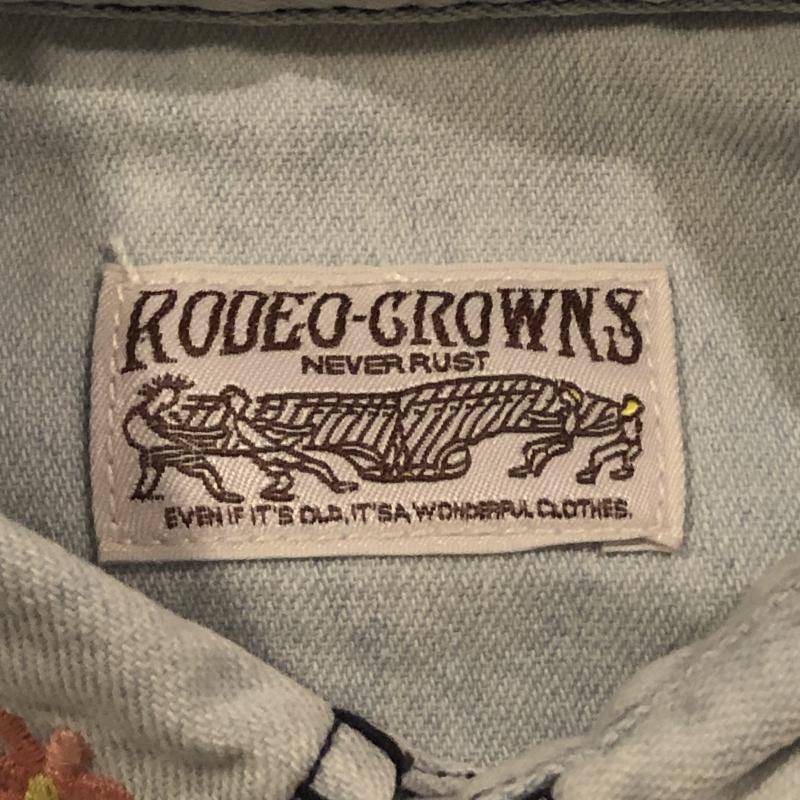 RODEO-CROWNS
NEVER RUST
EVEN IF IT'S OLD, IT'S A WONDERFUL CLOTHES.